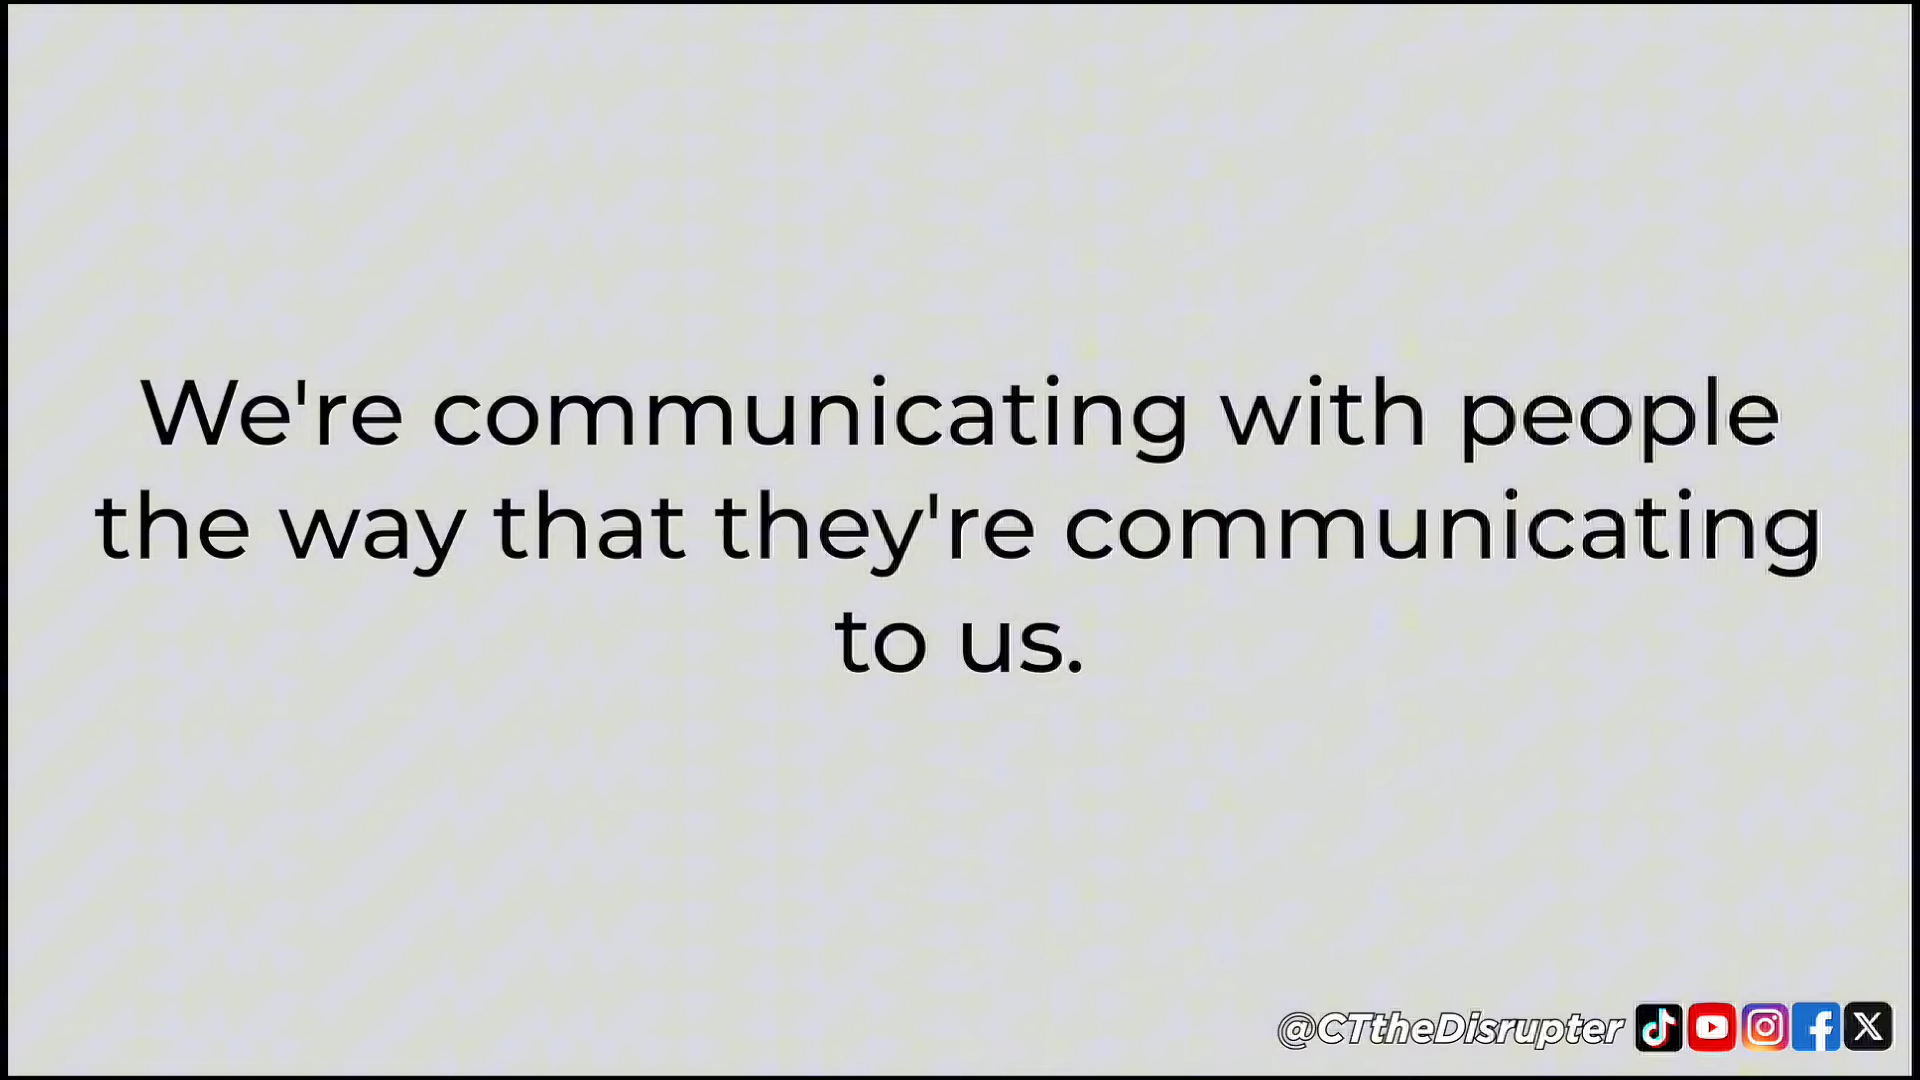 We're communicating with people
the way that they're communicating
to us.
@CTtheDisrupter